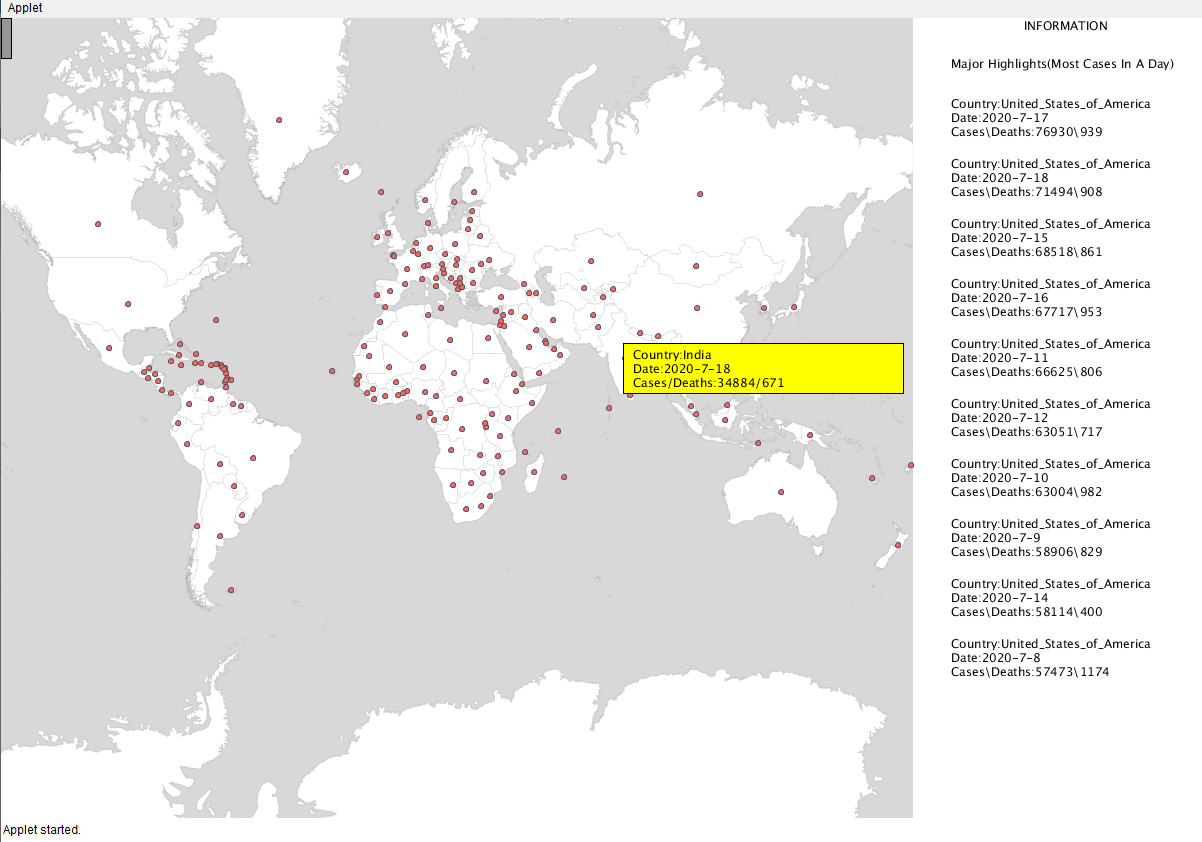 Applet
INFORMATION
Major Highlights(Most Cases In A Day)
Country:United_States_of_America
Date:2020-7-17
Cases\Deaths:76930\939
Country:United_States_of_America
Date:2020-7-18
Cases\Deaths:71494\908
Country:United_States_of_America
Date:2020-7-15
Cases\Deaths:68518\861
Country:United_States_of_America
Date:2020-7-16
Cases\Deaths:67717\953
Country:United_States_of_America
Date:2020-7-11
Cases\Deaths:66625\806
Country:United_States_of_America
Date:2020-7-12
Cases\Deaths:63051\717
Country:United_States_of_America
Date:2020-7-10
Cases\Deaths:63004\982
Country:United_States_of_America
Date:2020-7-9
Cases\Deaths:58906\829
Country:United_States_of_America
Date:2020-7-14
Cases\Deaths:58114\400
Country:United_States_of_America
Date:2020-7-8
Cases\Deaths:57473\1174
Country:India
Date:2020-7-18
Cases/Deaths:34884/671
Applet started.